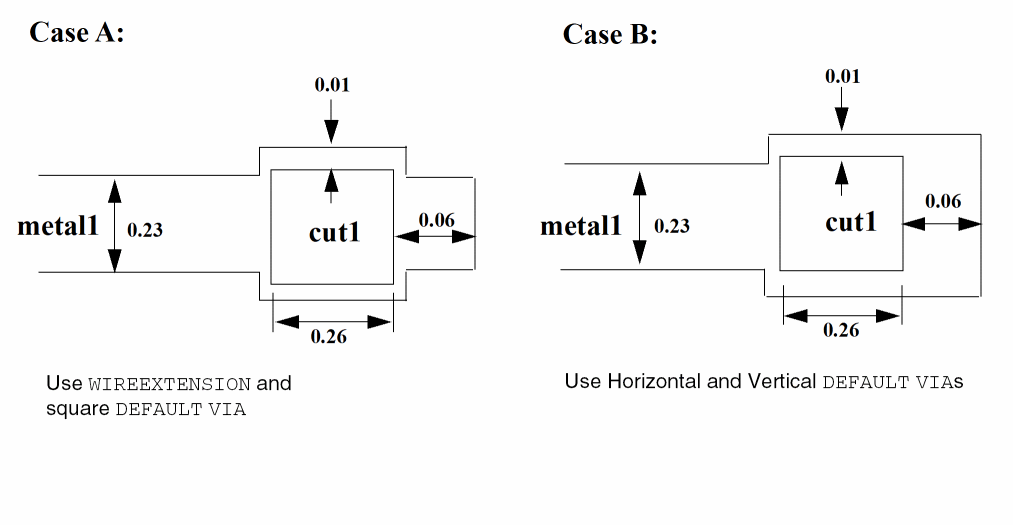 Case A:
0.01
metal1
0.23
cut1
0.06
0.26
Use WIREEXTENSION and
square DEFAULT VIA
Case B:
0.01
metal1
0.23
cut1
0.06
0.26
Use Horizontal and Vertical DEFAULT VIAs